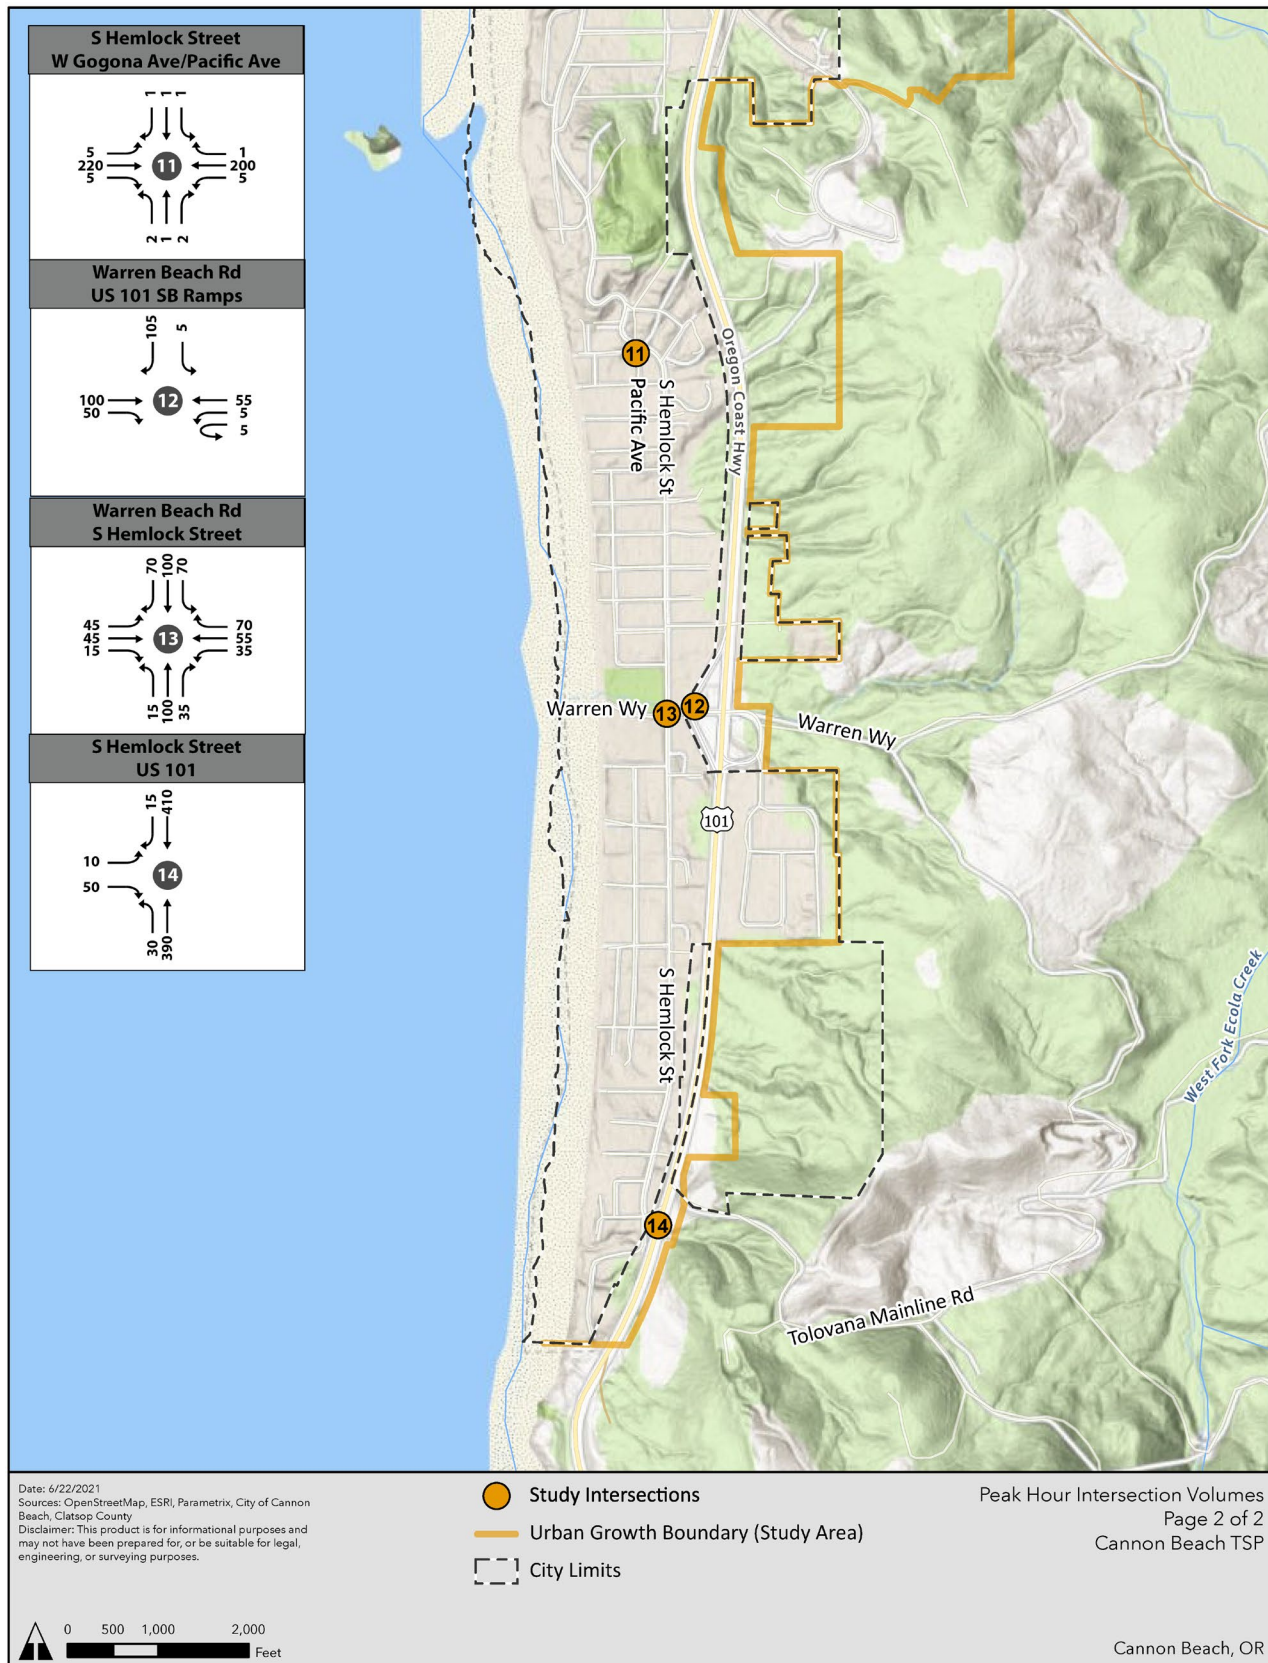 S Hemlock Street
W Gogona Ave/Pacific Ave
1 1 1
5
220
5
11
1
200
5
2 1 2
Warren Beach Rd
US 101 SB Ramps
105 5
100
50
12
55
5
5
Warren Beach Rd
S Hemlock Street
70 100 70
45
45
15
13
70
55
35
15 100 35
S Hemlock Street
US 101
15 410
10
50
14
30 390
Oregon Coast Hwy
11
Pacific Ave
S Hemlock St
Warren Wy
13
12
Warren Wy
101
S Hemlock St
West Fork Ecola Creek
14
Tolovana Mainline Rd
Date: 6/22/2021
Sources: OpenStreetMap, ESRI, Parametrix, City of Cannon
Beach, Clatsop County
Disclaimer: This product is for informational purposes and
may not have been prepared for, or be suitable for legal,
engineering, or surveying purposes.
0 500 1,000 2,000
Feet
Study Intersections
Urban Growth Boundary (Study Area)
City Limits
Peak Hour Intersection Volumes
Page 2 of 2
Cannon Beach TSP
Cannon Beach, OR